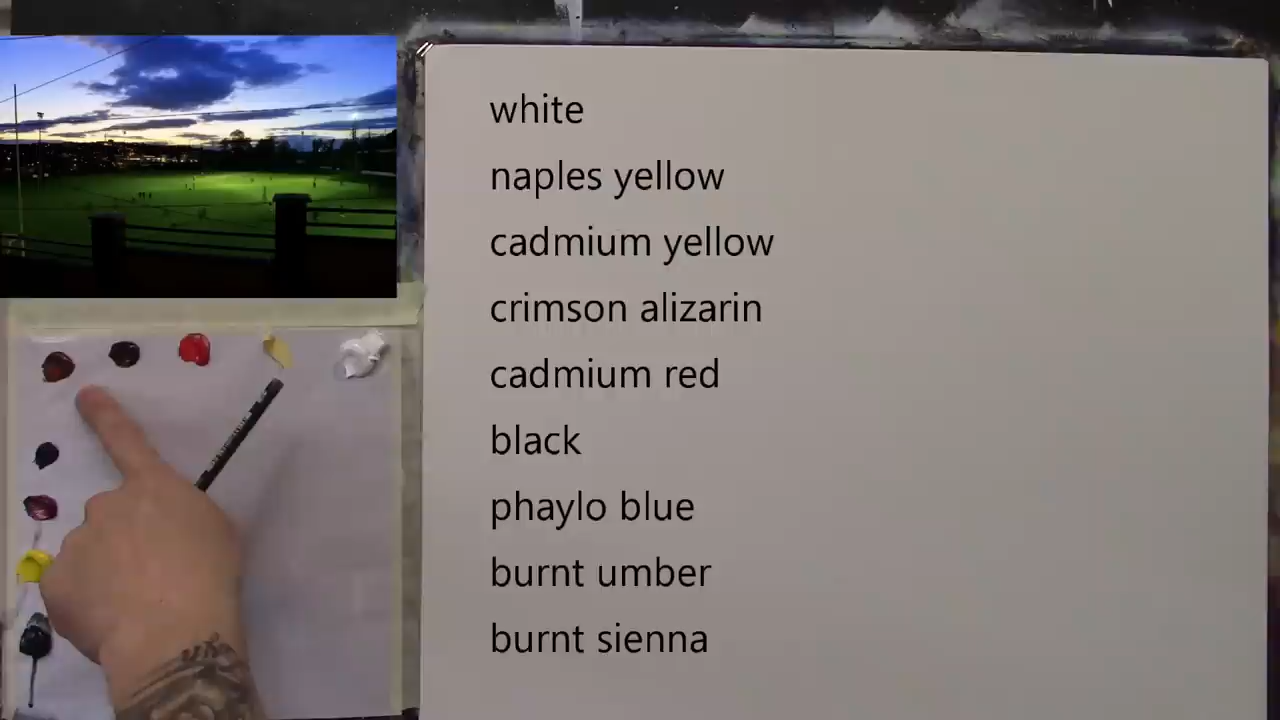 white
naples yellow
cadmium yellow
crimson alizarin
cadmium red
black
phaylo blue
burnt umber
burnt sienna